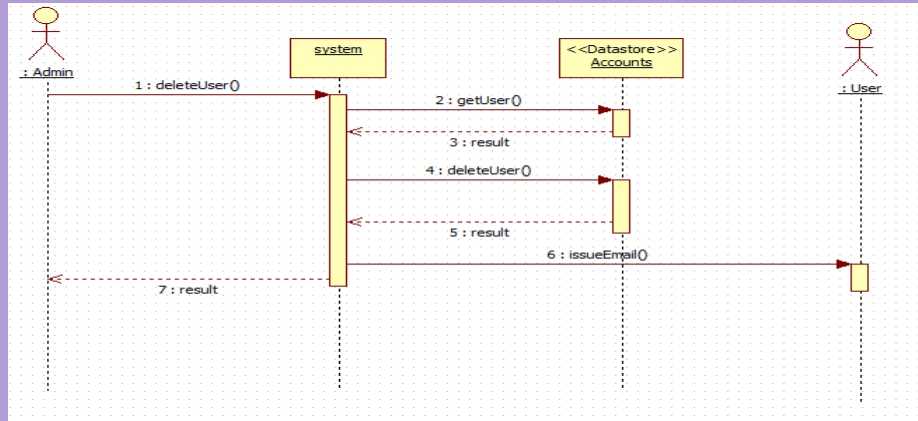 system
<<Datastore>>
Accounts
: Admin
: User
1 : deleteUser()
2 : getUser()
3 : result
4 : deleteUser()
5 : result
6 : issueEmail()
7 : result